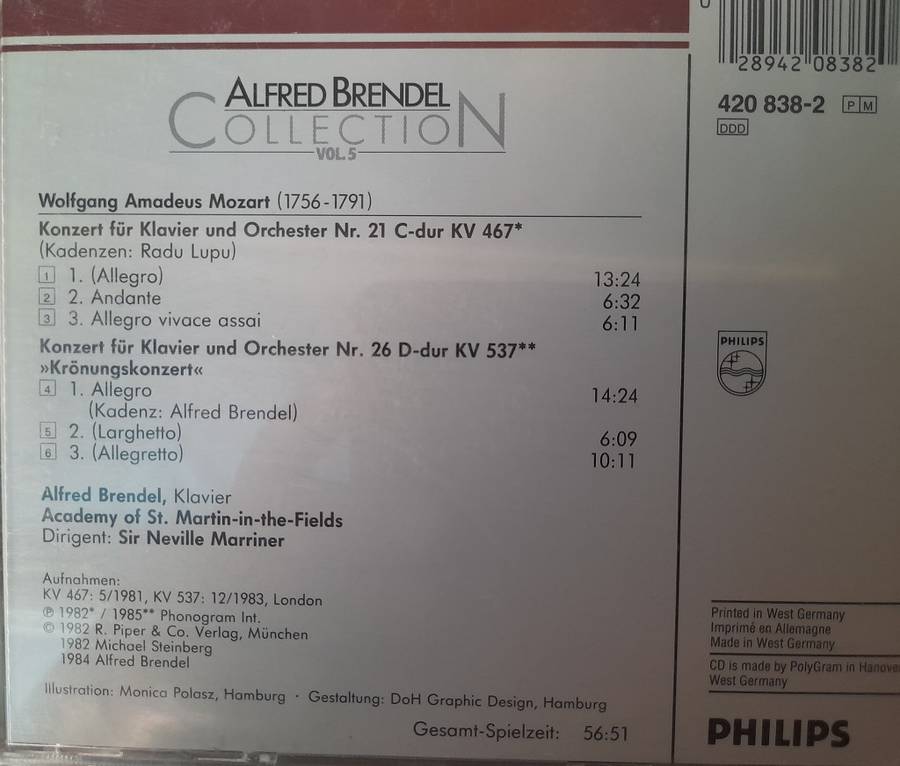 ALFRED BRENDEL
COLLECTION
VOL. 5
Wolfgang Amadeus Mozart (1756-1791)
Konzert für Klavier und Orchester Nr. 21 C-dur KV 467*
(Kadenzen: Radu Lupu)
1 1. (Allegro) 13:24
2 2. Andante 6:32
3 3. Allegro vivace assai 6:11
Konzert für Klavier und Orchester Nr. 26 D-dur KV 537**
»Krönungskonzert«
4 1. Allegro 14:24
(Kadenz: Alfred Brendel)
5 2. (Larghetto) 6:09
6 3. (Allegretto) 10:11
Alfred Brendel, Klavier
Academy of St. Martin-in-the-Fields
Dirigent: Sir Neville Marriner
Aufnahmen:
KV 467: 5/1981, KV 537: 12/1983, London
℗ 1982* / 1985** Phonogram Int.
© 1982 R. Piper & Co. Verlag, München
1982 Michael Steinberg
1984 Alfred Brendel
Illustration: Monica Polasz, Hamburg · Gestaltung: DoH Graphic Design, Hamburg
Gesamt-Spielzeit: 56:51
0 28942 08382
420 838-2 PM
DDD
PHILIPS
Printed in West Germany
Imprimé en Allemagne
Made in West Germany
CD is made by PolyGram in Hanover
West Germany
PHILIPS